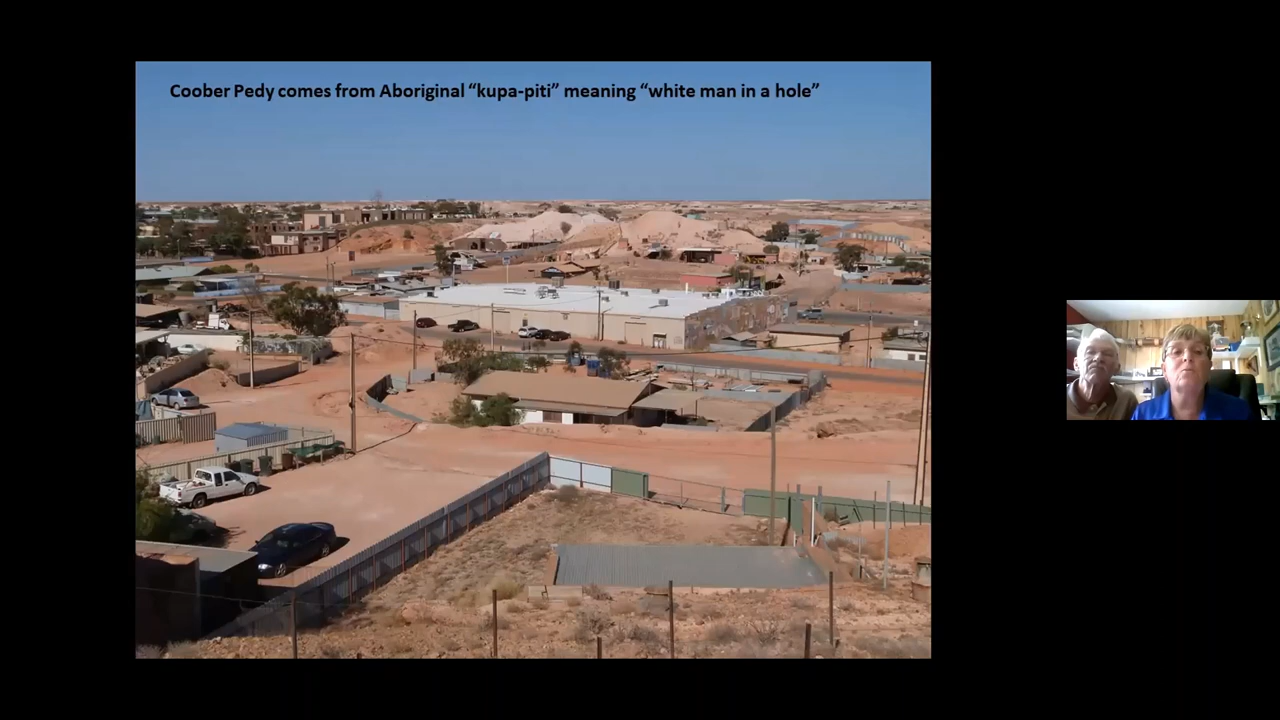 Coober Pedy comes from Aboriginal “kupa-piti” meaning “white man in a hole”